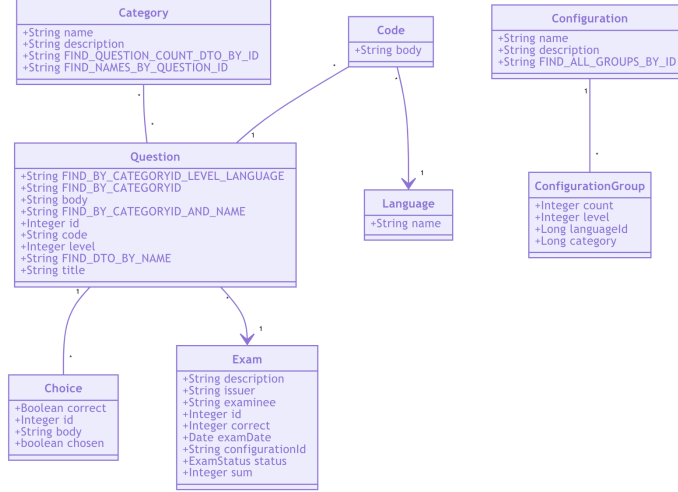 Category
+String name
+String description
+String FIND_QUESTION_COUNT_DTO_BY_ID
+String FIND_NAMES_BY_QUESTION_ID
Code
+String body
Configuration
+String name
+String description
+String FIND_ALL_GROUPS_BY_ID
*
*
*
1
*
1
1
*
Question
+String FIND_BY_CATEGORYID_LEVEL_LANGUAGE
+String FIND_BY_CATEGORYID
+String body
+String FIND_BY_CATEGORYID_AND_NAME
+Integer id
+String code
+Integer level
+String FIND_DTO_BY_NAME
+String title
Language
+String name
ConfigurationGroup
+Integer count
+Integer level
+Long languageId
+Long category
1
*
*
1
Choice
+Boolean correct
+Integer id
+String body
+boolean chosen
Exam
+String description
+String issuer
+String examinee
+Integer id
+Integer correct
+Date examDate
+String configurationId
+ExamStatus status
+Integer sum